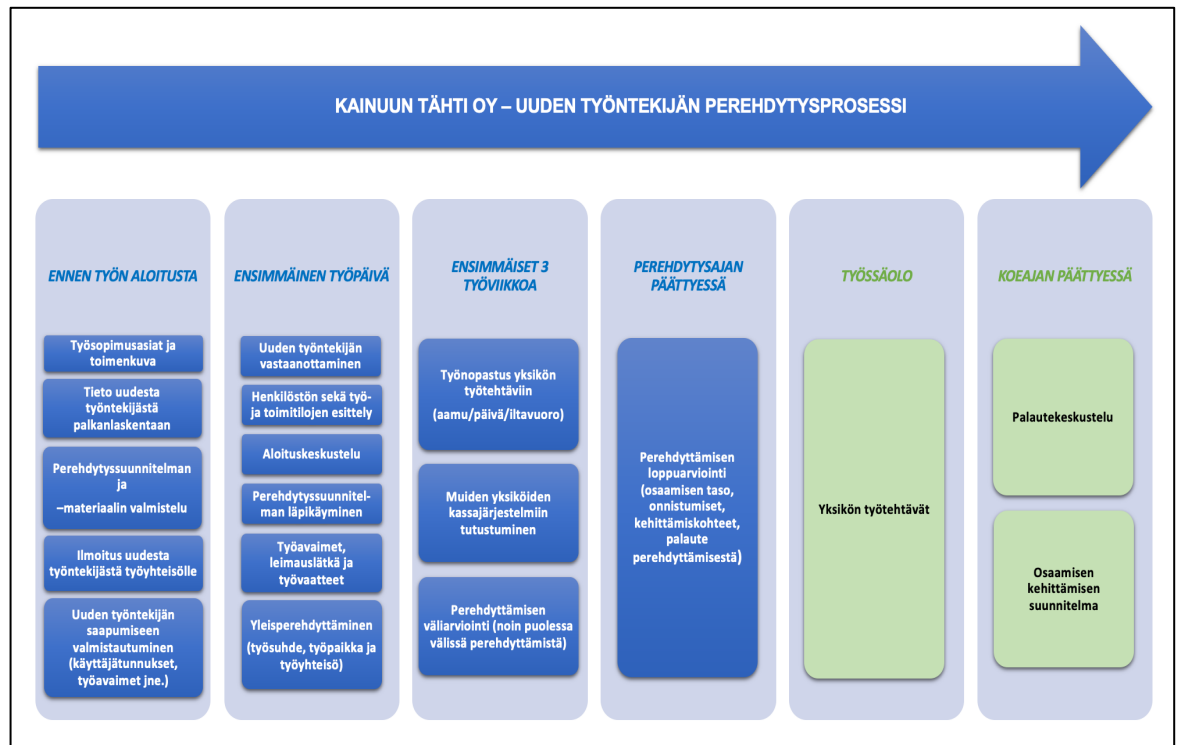 KAINUUN TÄHTI OY – UUDEN TYÖNTEKIJÄN PEREHDYTYSPROSESSI
ENNEN TYÖN ALOITUSTA
Työsopimusasiat ja
toimenkuva
Tieto uudesta
työntekijästä
palkanlaskentaan
Perehdytyssuunnitelman
ja
–materiaalin valmistelu
Ilmoitus uudesta
työntekijästä työyhteisölle
Uuden työntekijän
saapumiseen
valmistautuminen
(käyttäjätunnukset,
työavaimet jne.)
ENSIMMÄINEN TYÖPÄIVÄ
Uuden työntekijän
vastaanottaminen
Henkilöstön sekä työ-
ja toimitilojen esittely
Aloituskeskustelu
Perehdytyssuunnitel-
man läpikäyminen
Työavaimet,
leimauslätkä ja
työvaatteet
Yleisperehdyttäminen
(työsuhde, työpaikka ja
työyhteisö)
ENSIMMÄISET 3
TYÖVIIKKOA
Työnopastus yksikön
työtehtäviin
(aamu/päivä/iltavuoro)
Muiden yksiköiden
kassajärjestelmiin
tutustuminen
Perehdyttämisen
väliarviointi (noin puolessa
välissä perehdyttämistä)
PEREHDYTYSAJAN
PÄÄTTYESSÄ
Perehdyttämisen
loppuarviointi
(osaamisen taso,
onnistumiset,
kehittämiskohteet,
palaute
perehdyttämisestä)
TYÖSSÄOLO
Yksikön työtehtävät
KOEAJAN PÄÄTTYESSÄ
Palautekeskustelu
Osaamisen
kehittämisen
suunnitelma